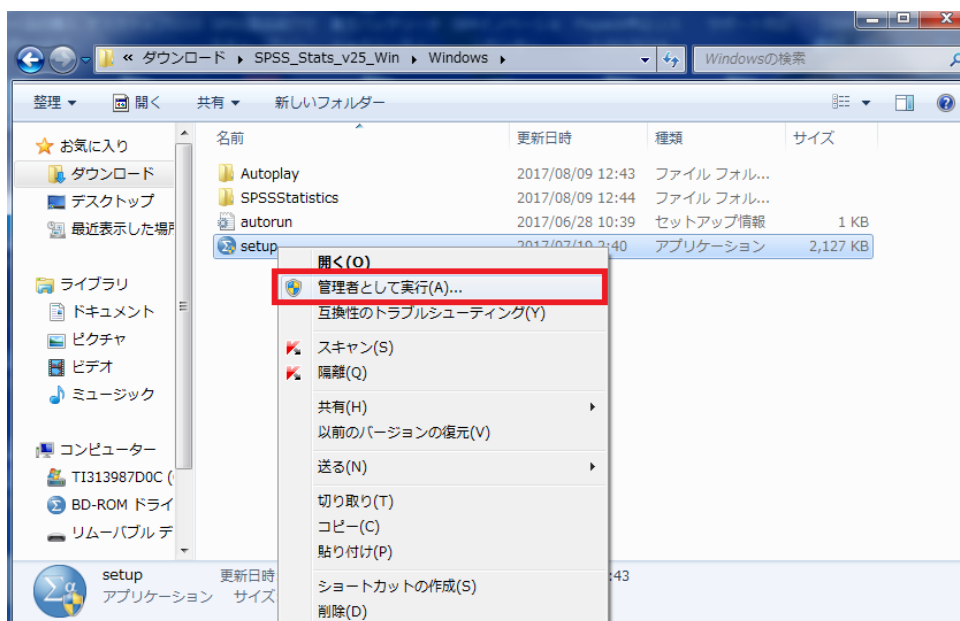 « ダウンロード ▸ SPSS_Stats_v25_Win ▸ Windows ▸
Windowsの検索
整理 ▼ 開く 共有 ▼ 新しいフォルダー
名前 更新日時 種類 サイズ
お気に入り
ダウンロード
デスクトップ
最近表示した場所
ライブラリ
ドキュメント
ピクチャ
ビデオ
ミュージック
コンピューター
TI313987D0C (
BD-ROM ドライ
リムーバブル デ
Autoplay 2017/08/09 12:43 ファイル フォル...
SPSSStatistics 2017/08/09 12:44 ファイル フォル...
autorun 2017/06/28 10:39 セットアップ情報 1 KB
setup アプリケーション 2,127 KB
開く(O)
管理者として実行(A)...
互換性のトラブルシューティング(Y)
スキャン(S)
隔離(Q)
共有(H)
以前のバージョンの復元(V)
送る(N)
切り取り(T)
コピー(C)
貼り付け(P)
ショートカットの作成(S)
削除(D)
setup 更新日時 :43
アプリケーション サイズ